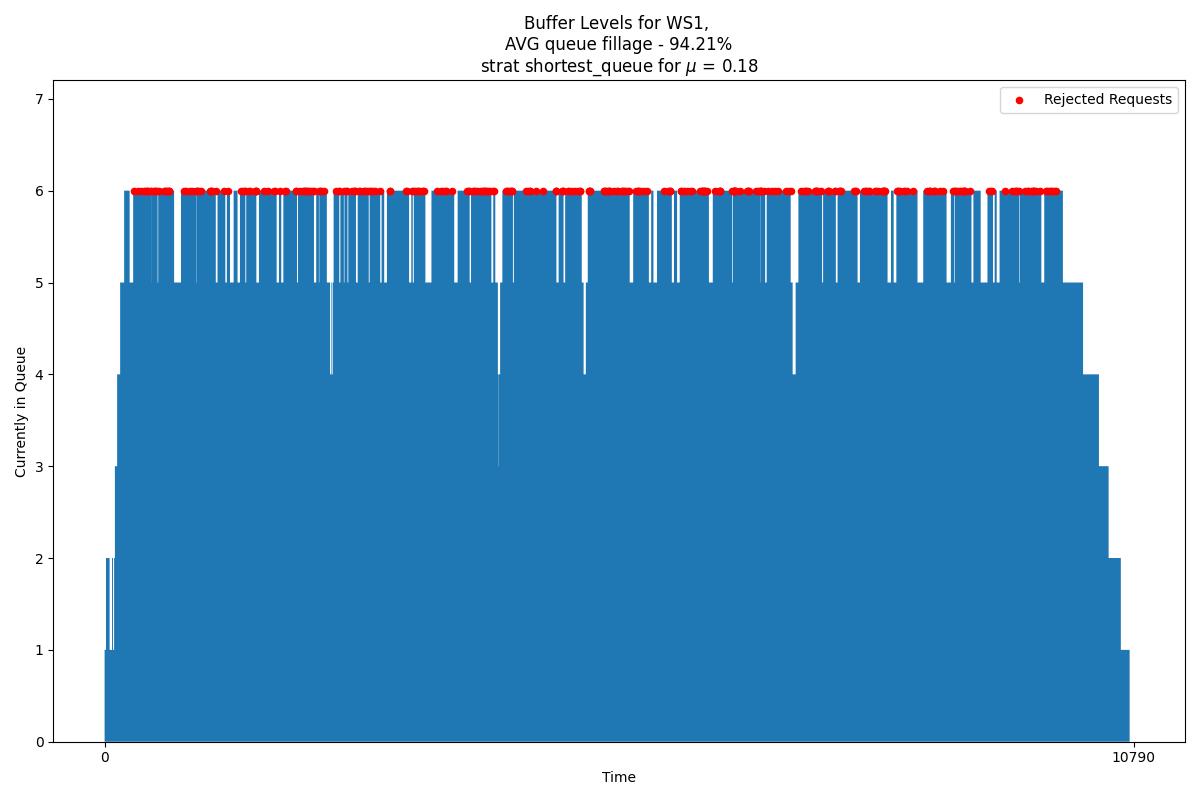 Buffer Levels for WS1,
AVG queue fillage - 94.21%
strat shortest_queue for μ = 0.18
Rejected Requests
7
6
5
4
3
2
1
0
Currently in Queue
0 10790
Time